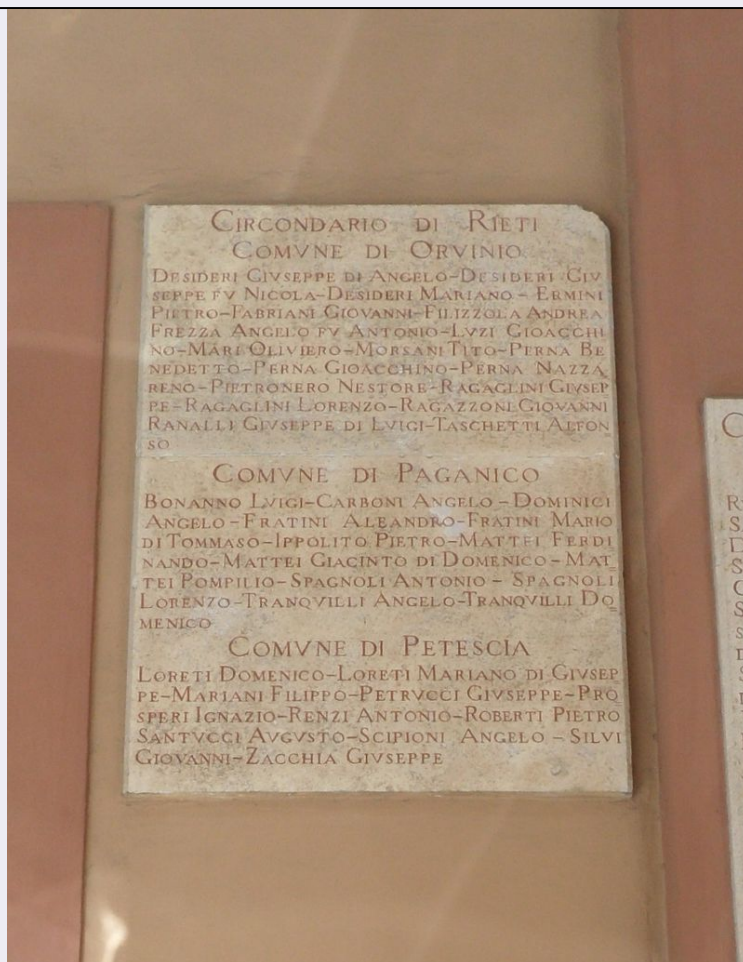 CIRCONDARIO DI RIETI
COMVNE DI ORVINIO
DESIDERI GIVSEPPE DI ANGELO-DESIDERI GIV
SEPPE FV NICOLA-DESIDERI MARIANO - ERMINI
PIETRO-FABRIANI GIOVANNI-FILIZZOLA ANDREA
FREZZA ANGELO FV ANTONIO-LVZI GIOACCHI
NO-MARI OLIVIERO-MORSANI TITO-PERNA BE
NEDETTO-PERNA GIOACCHINO-PERNA NAZZA
RENO-PIETRONERO NESTORE-RAGAGLINI GIVSEP
PE-RAGAGLINI LORENZO-RAGAZZONI GIOVANNI
RANALLI GIVSEPPE DI LVIGI-TASCHETTI ALFON
SO
COMVNE DI PAGANICO
BONANNO LVIGI-CARBONI ANGELO-DOMINICI
ANGELO-FRATINI ALEANDRO-FRATINI MARIO
DI TOMMASO-IPPOLITO PIETRO-MATTEI FERDI
NANDO-MATTEI GIACINTO DI DOMENICO-MAT
TEI POMPILIO-SPAGNOLI ANTONIO - SPAGNOLI
LORENZO-TRANQVILLI ANGELO-TRANQVILLI DO
MENICO
COMVNE DI PETESCIA
LORETI DOMENICO-LORETI MARIANO DI GIVSEP
PE-MARIANI FILIPPO-PETRVCCI GIVSEPPE-PRO
SPERI IGNAZIO-RENZI ANTONIO-ROBERTI PIETRO
SANTVCCI AVGVSTO-SCIPIONI ANGELO - SILVI
GIOVANNI-ZACCHIA GIVSEPPE